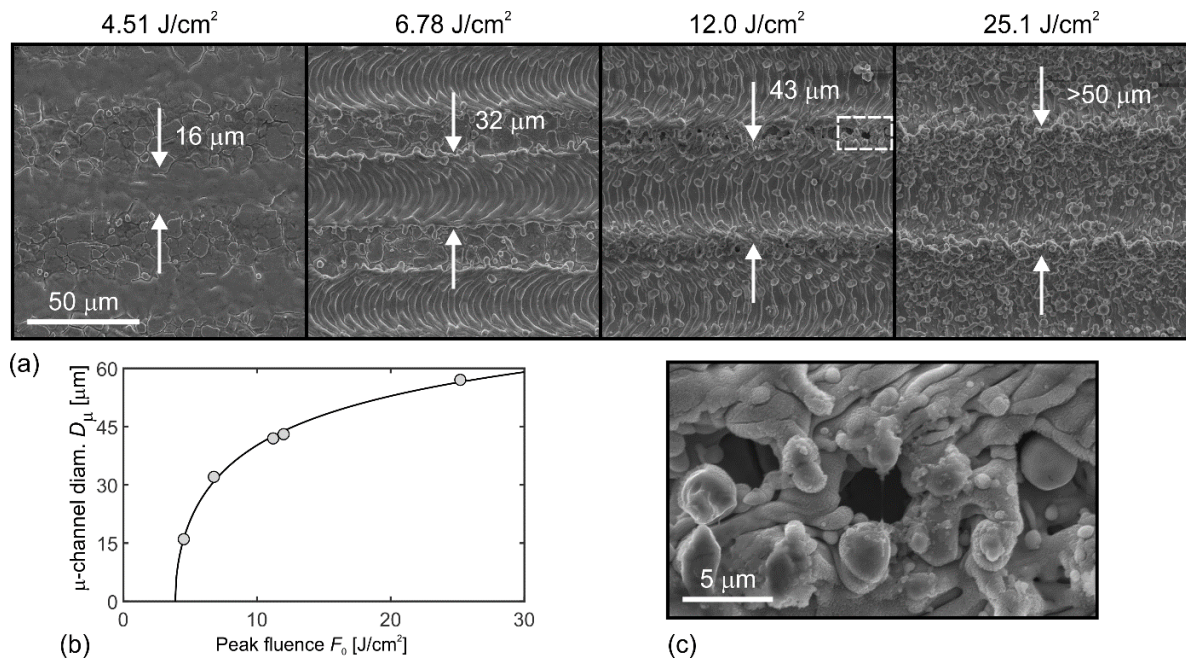 4.51 J/cm² 6.78 J/cm² 12.0 J/cm² 25.1 J/cm²
16 μm 32 μm 43 μm >50 μm
50 μm
(a)
60
45
30
15
0
μ-channel diam. Dμ [μm]
0 10 20 30
Peak fluence F₀ [J/cm²]
(b)
5 μm
(c)